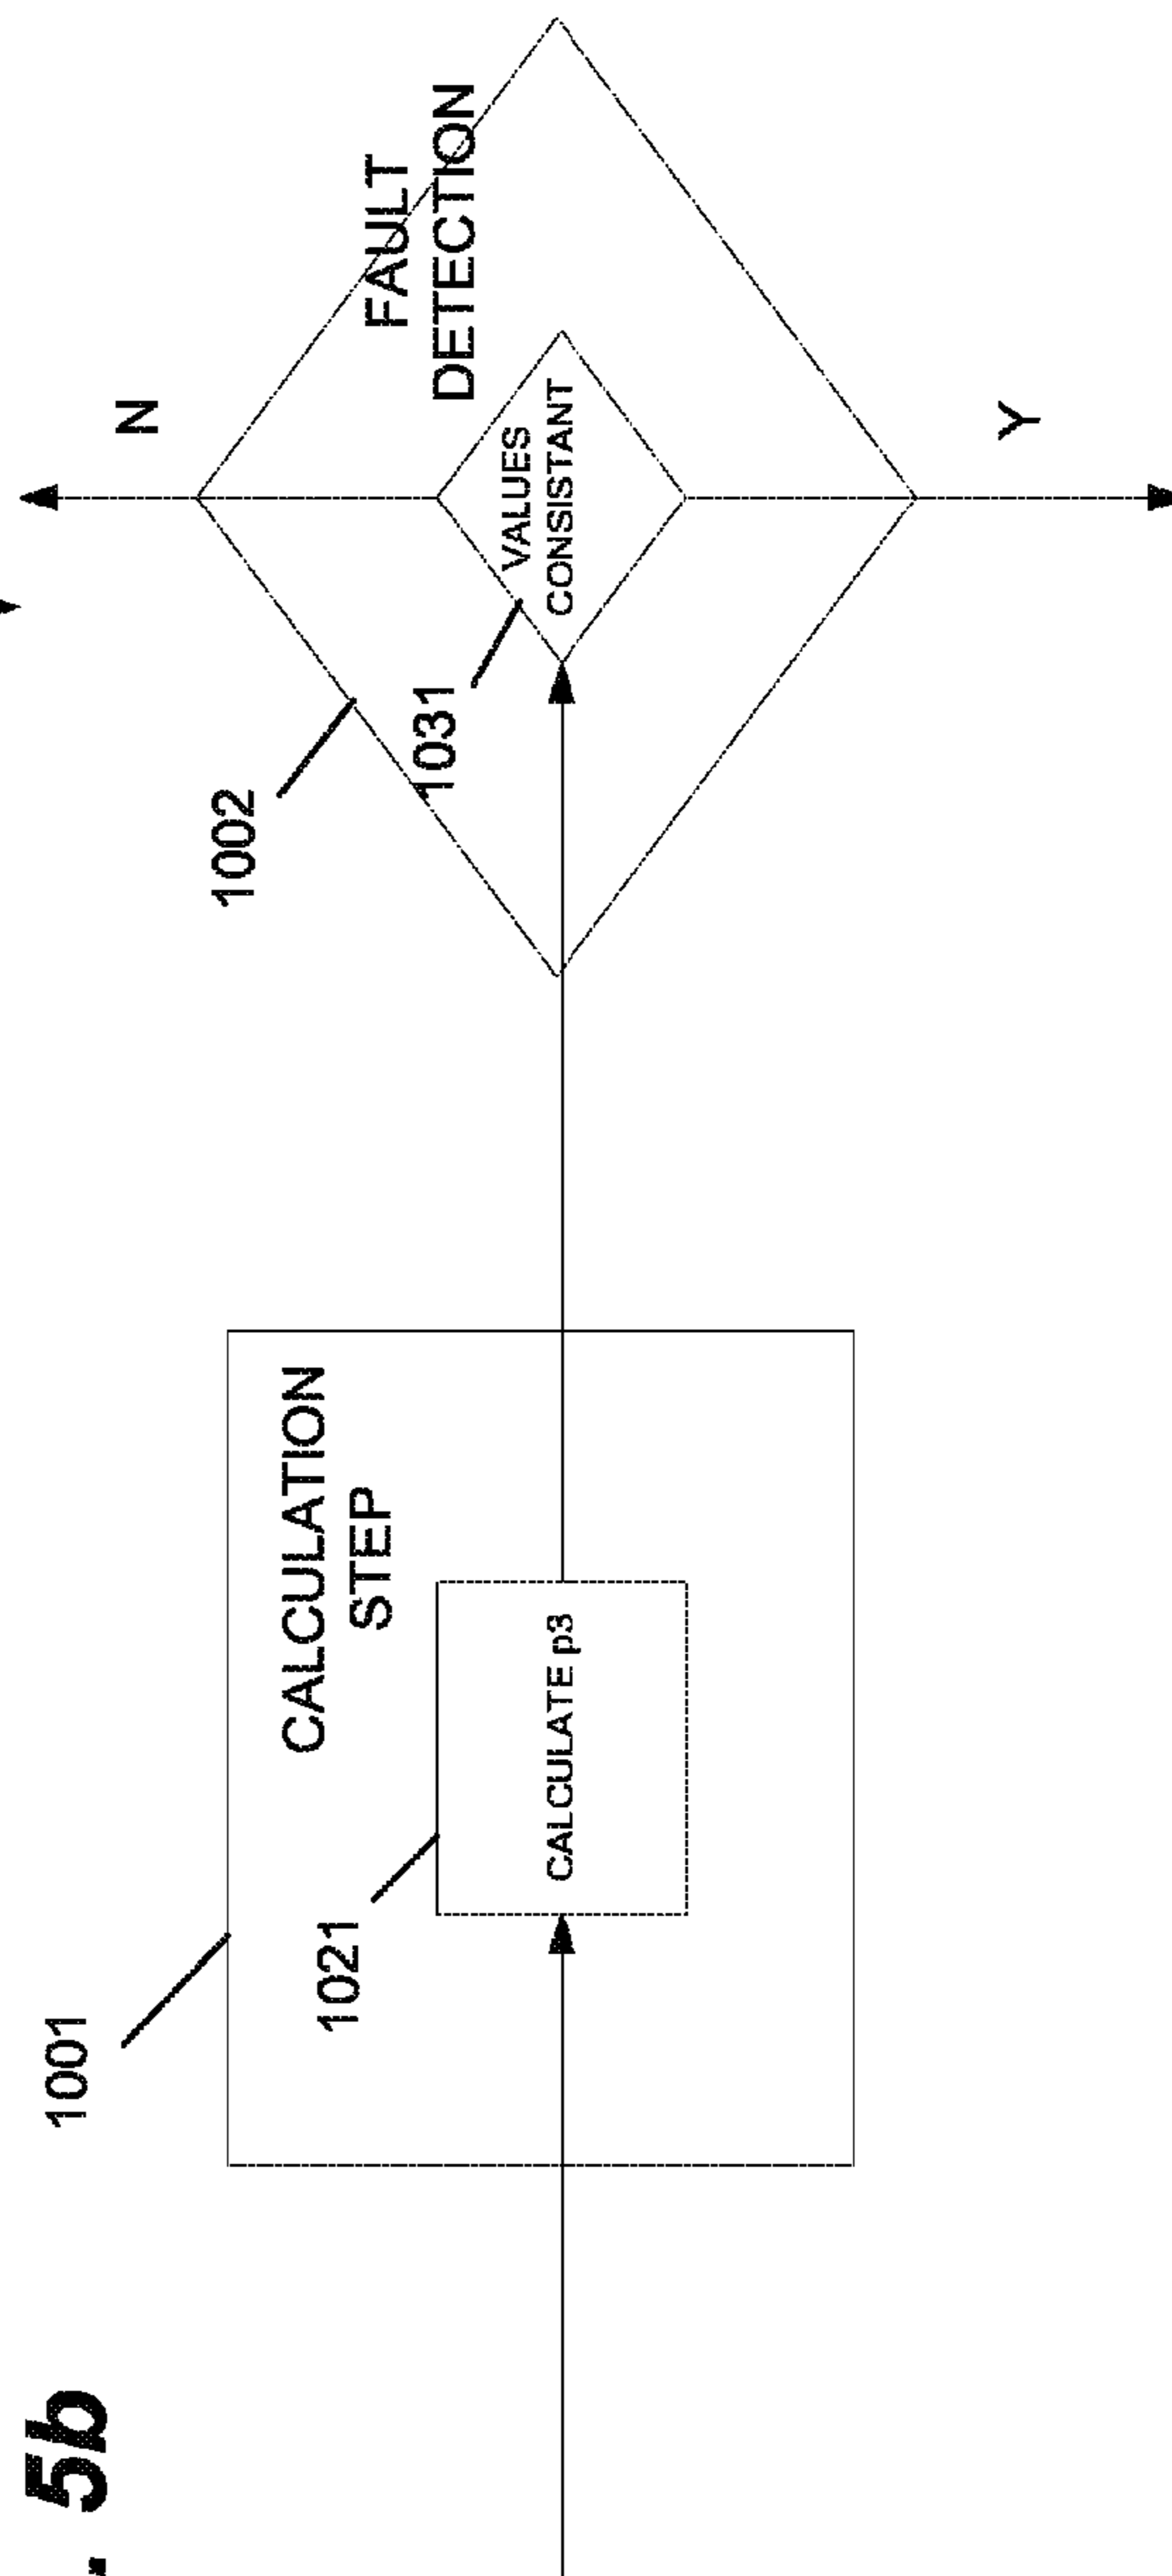 5b
1001
CALCULATION
STEP
1021
CALCULATE p3
1002
FAULT
DETECTION
1031
VALUES
CONSISTANT
N
Y